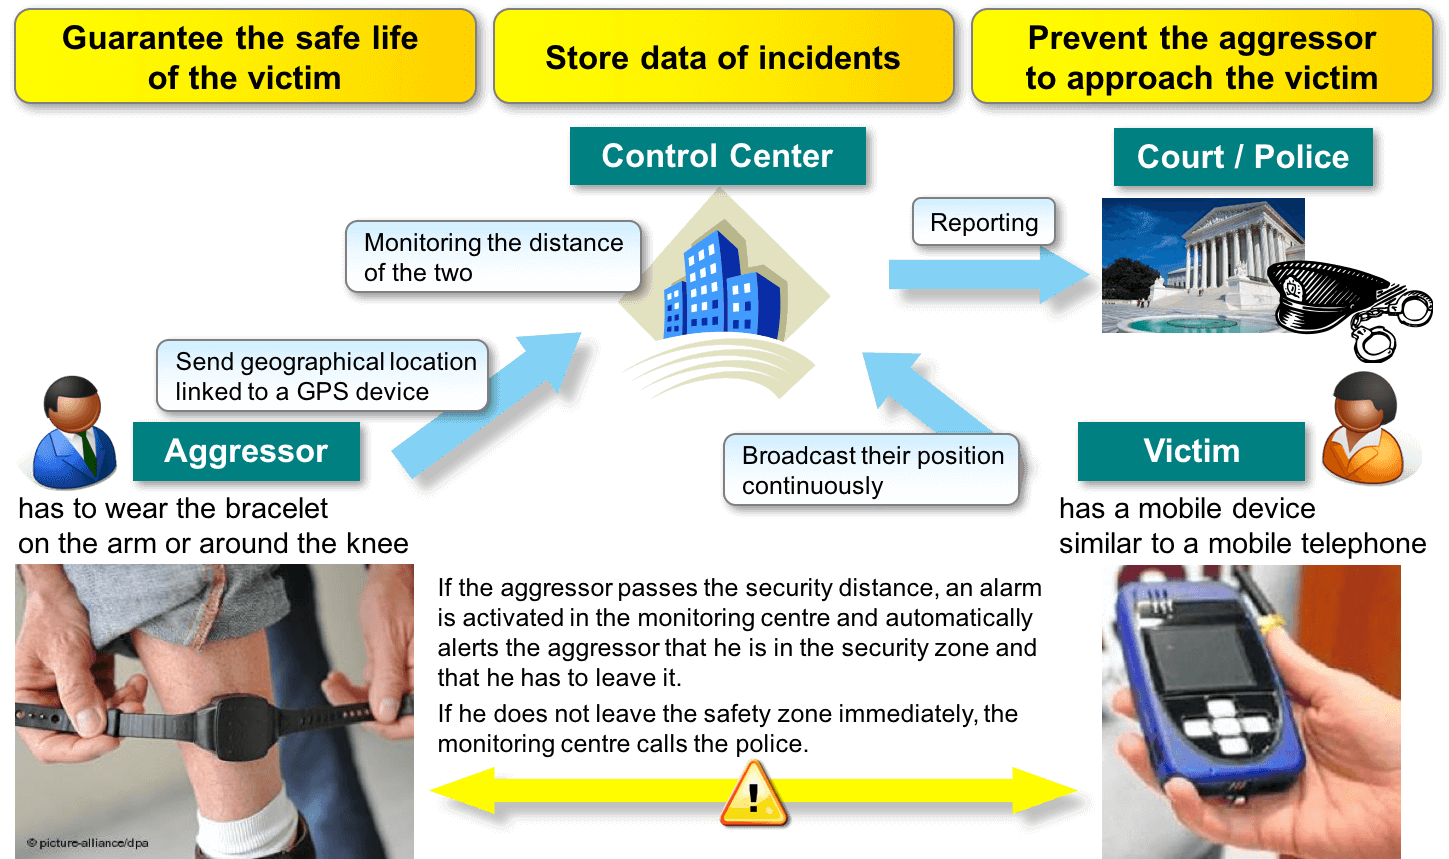 Guarantee the safe life
of the victim
Store data of incidents
Prevent the aggressor
to approach the victim
Control Center
Court / Police
Monitoring the distance
of the two
Reporting
Send geographical location
linked to a GPS device
Aggressor
Broadcast their position
continuously
Victim
has to wear the bracelet
on the arm or around the knee
has a mobile device
similar to a mobile telephone
If the aggressor passes the security distance, an alarm
is activated in the monitoring centre and automatically
alerts the aggressor that he is in the security zone and
that he has to leave it.
If he does not leave the safety zone immediately, the
monitoring centre calls the police.
!
© picture-alliance/dpa